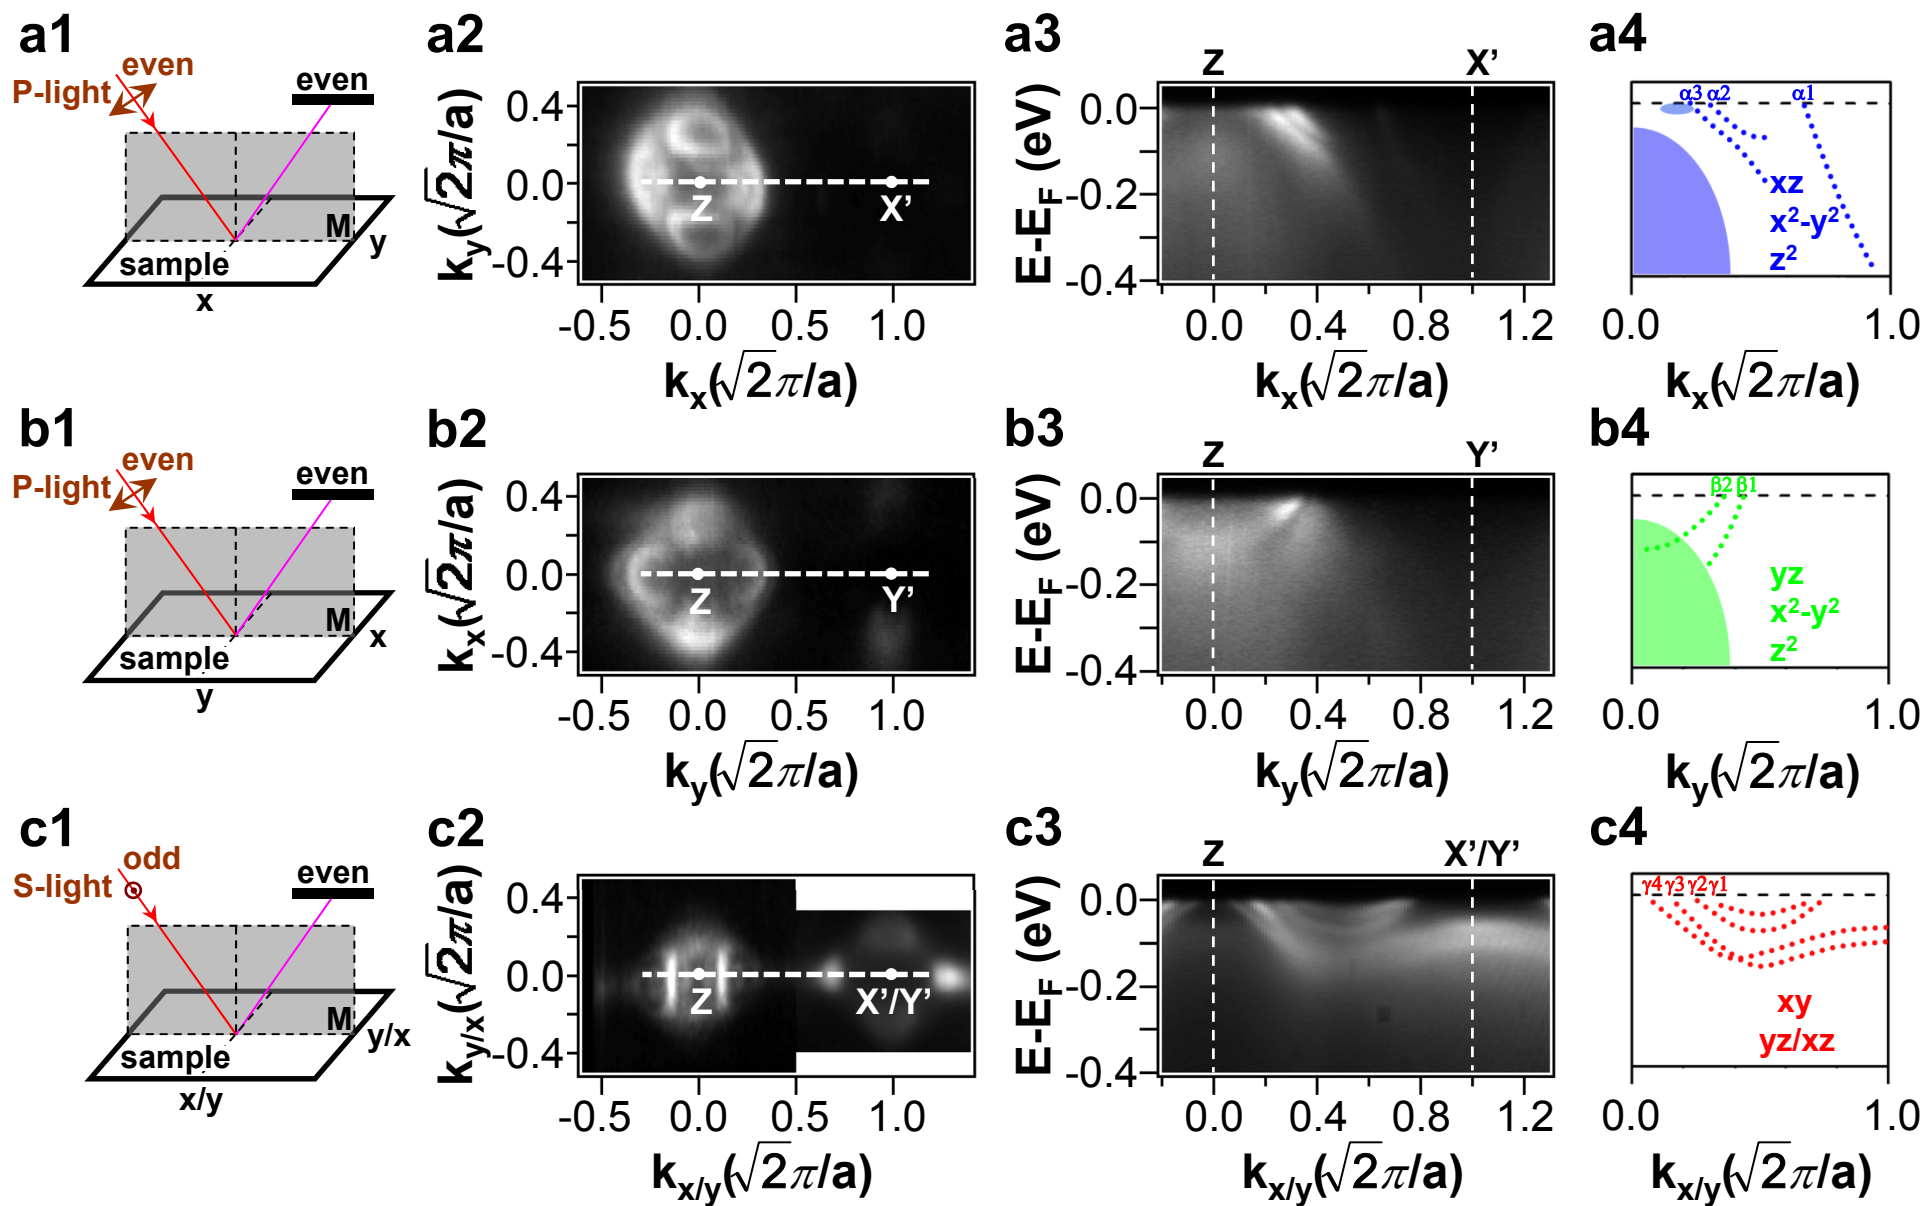 a1
even
P-light
even
M
sample
y
x
a2
k_y(√2π/a)
0.4
0.0
-0.4
Z
X’
-0.5
0.0
0.5
1.0
k_x(√2π/a)
a3
Z
X’
E-E_F (eV)
0.0
-0.2
-0.4
0.0
0.4
0.8
1.2
k_x(√2π/a)
a4
α3 α2 α1
xz
x²-y²
z²
0.0
1.0
k_x(√2π/a)
b1
even
P-light
even
M
sample
x
y
b2
k_x(√2π/a)
0.4
0.0
-0.4
Z
Y’
-0.5
0.0
0.5
1.0
k_y(√2π/a)
b3
Z
Y’
E-E_F (eV)
0.0
-0.2
-0.4
0.0
0.4
0.8
1.2
k_y(√2π/a)
b4
β2 β1
yz
x²-y²
z²
0.0
1.0
k_y(√2π/a)
c1
odd
S-light
even
M
sample
y/x
x/y
c2
k_y/x(√2π/a)
0.4
0.0
-0.4
Z
X’/Y’
-0.5
0.0
0.5
1.0
k_x/y(√2π/a)
c3
Z
X’/Y’
E-E_F (eV)
0.0
-0.2
-0.4
0.0
0.4
0.8
1.2
k_x/y(√2π/a)
c4
γ4 γ3 γ2 γ1
xy
yz/xz
0.0
1.0
k_x/y(√2π/a)